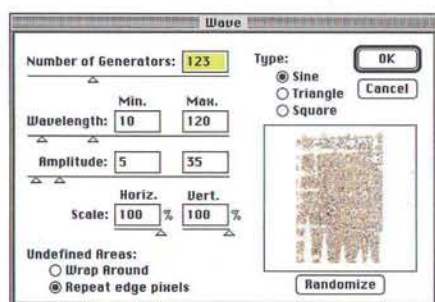 Wave
Number of Generators: 123
Min. Max.
Wavelength: 10 120
Amplitude: 5 35
Horiz. Vert.
Scale: 100 % 100 %
Undefined Areas:
Wrap Around
Repeat edge pixels
Type:
Sine
Triangle
Square
OK
Cancel
Randomize